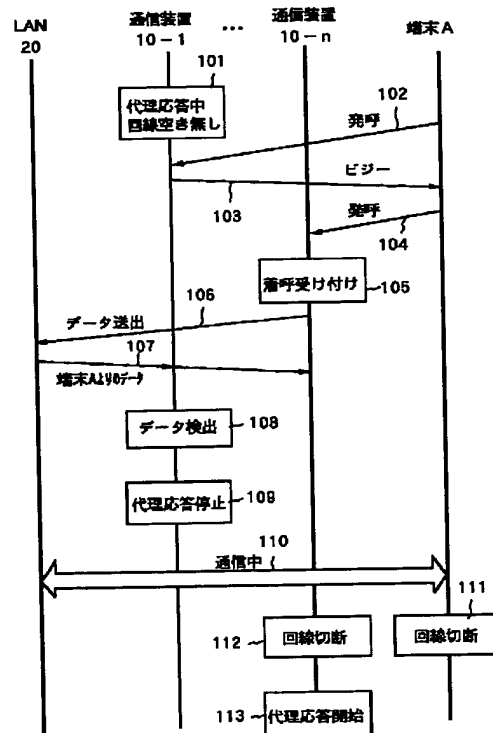 LAN
20
通信装置
10-1
…
通信装置
10-n
端末A
101
代理応答中
回線空き無し
発呼
102
103
ビジー
発呼
104
着呼受け付け
105
106
データ送出
107
端末Aよりのデータ
データ検出
108
代理応答停止
109
通信中
110
111
112
回線切断
回線切断
113
代理応答開始